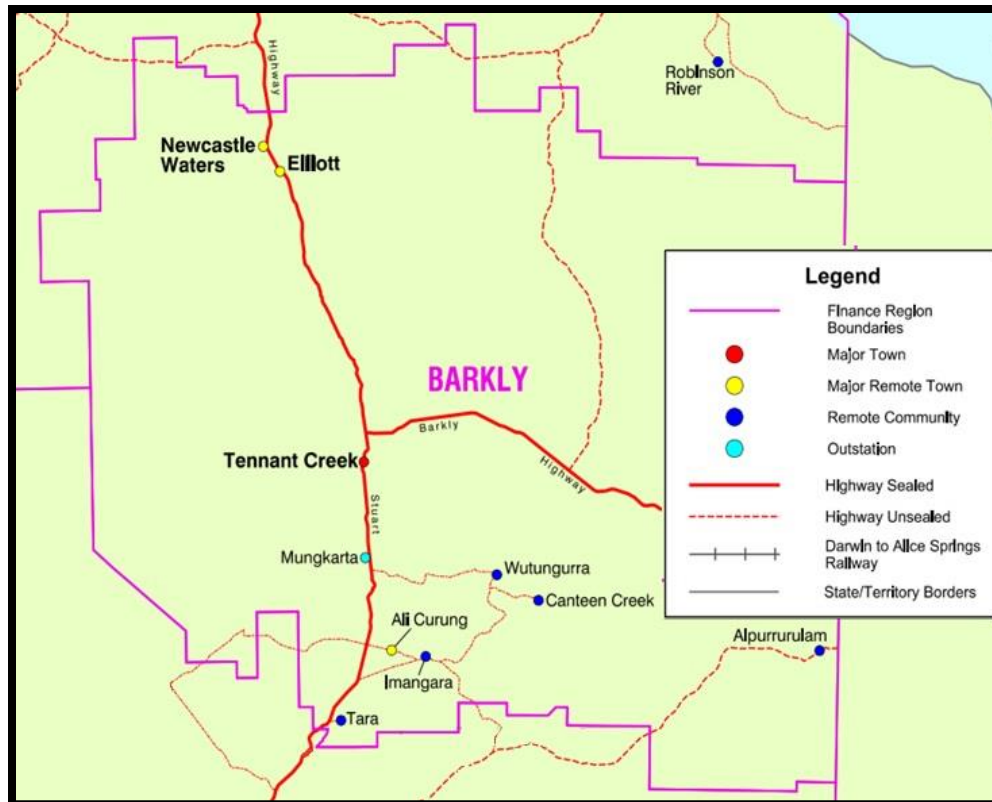 Highway
Robinson
River
Newcastle
Waters
Elliott
BARKLY
Barkly
Highway
Tennant Creek
Stuart
Mungkarta
Wutungurra
Canteen Creek
Ali Curung
Imangara
Alpurrurulam
Tara
Legend
Finance Region
Boundaries
Major Town
Major Remote Town
Remote Community
Outstation
Highway Sealed
Highway Unsealed
Darwin to Alice Springs
Railway
State/Territory Borders